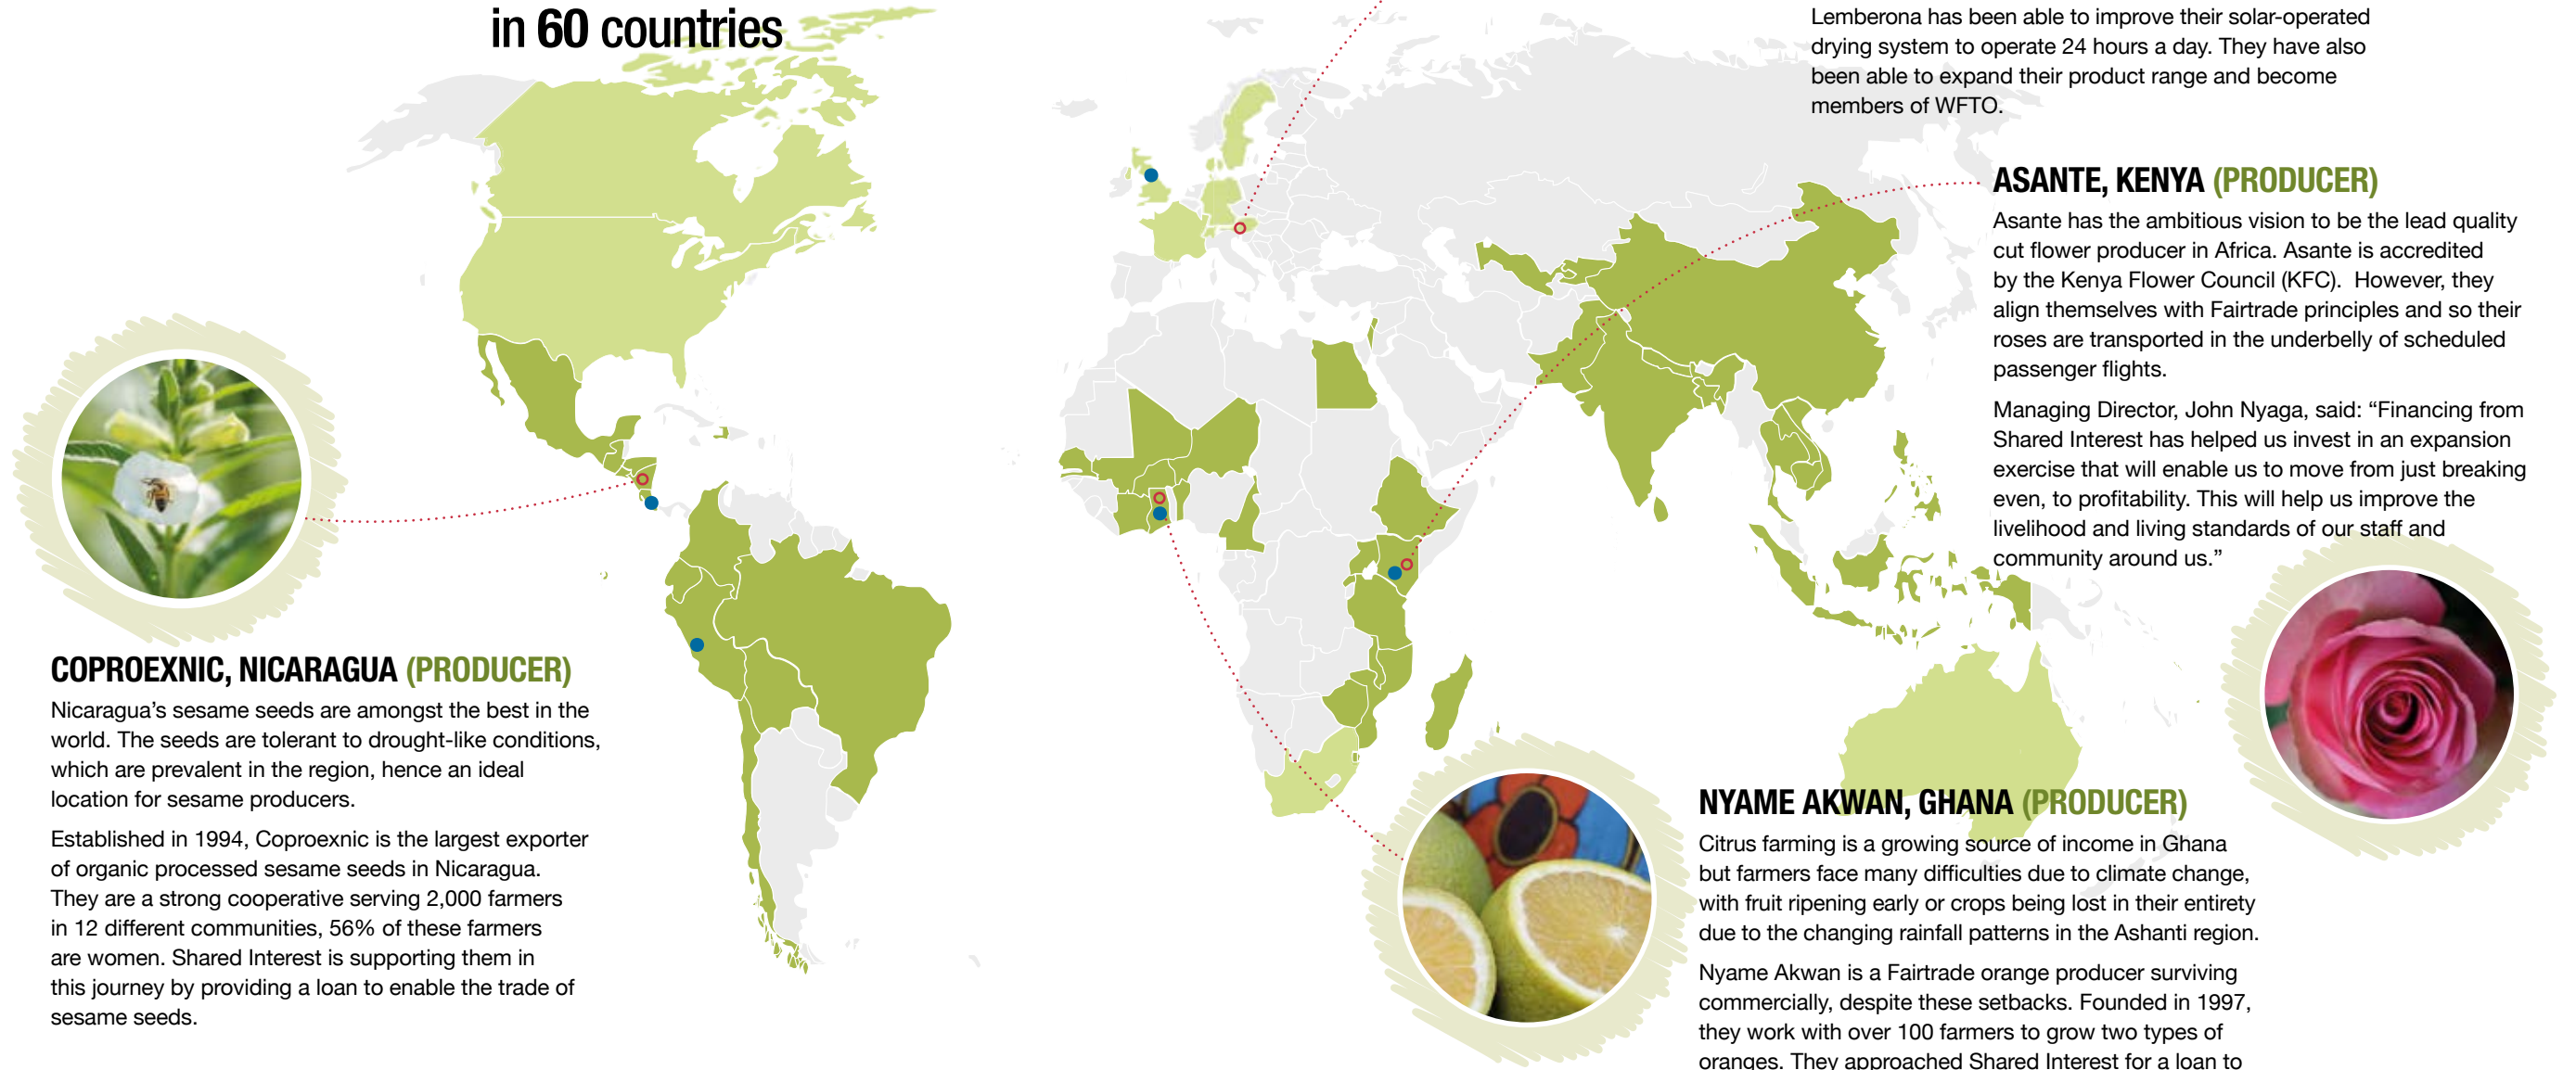 in 60 countries
Lemberona has been able to improve their solar-operated
drying system to operate 24 hours a day. They have also
been able to expand their product range and become
members of WFTO.
ASANTE, KENYA (PRODUCER)
Asante has the ambitious vision to be the lead quality
cut flower producer in Africa. Asante is accredited
by the Kenya Flower Council (KFC).  However, they
align themselves with Fairtrade principles and so their
roses are transported in the underbelly of scheduled
passenger flights.
Managing Director, John Nyaga, said: “Financing from
Shared Interest has helped us invest in an expansion
exercise that will enable us to move from just breaking
even, to profitability. This will help us improve the
livelihood and living standards of our staff and
community around us.”
COPROEXNIC, NICARAGUA (PRODUCER)
Nicaragua’s sesame seeds are amongst the best in the
world. The seeds are tolerant to drought-like conditions,
which are prevalent in the region, hence an ideal
location for sesame producers.
Established in 1994, Coproexnic is the largest exporter
of organic processed sesame seeds in Nicaragua.
They are a strong cooperative serving 2,000 farmers
in 12 different communities, 56% of these farmers
are women. Shared Interest is supporting them in
this journey by providing a loan to enable the trade of
sesame seeds.
NYAME AKWAN, GHANA (PRODUCER)
Citrus farming is a growing source of income in Ghana
but farmers face many difficulties due to climate change,
with fruit ripening early or crops being lost in their entirety
due to the changing rainfall patterns in the Ashanti region.
Nyame Akwan is a Fairtrade orange producer surviving
commercially, despite these setbacks. Founded in 1997,
they work with over 100 farmers to grow two types of
oranges. They approached Shared Interest for a loan to